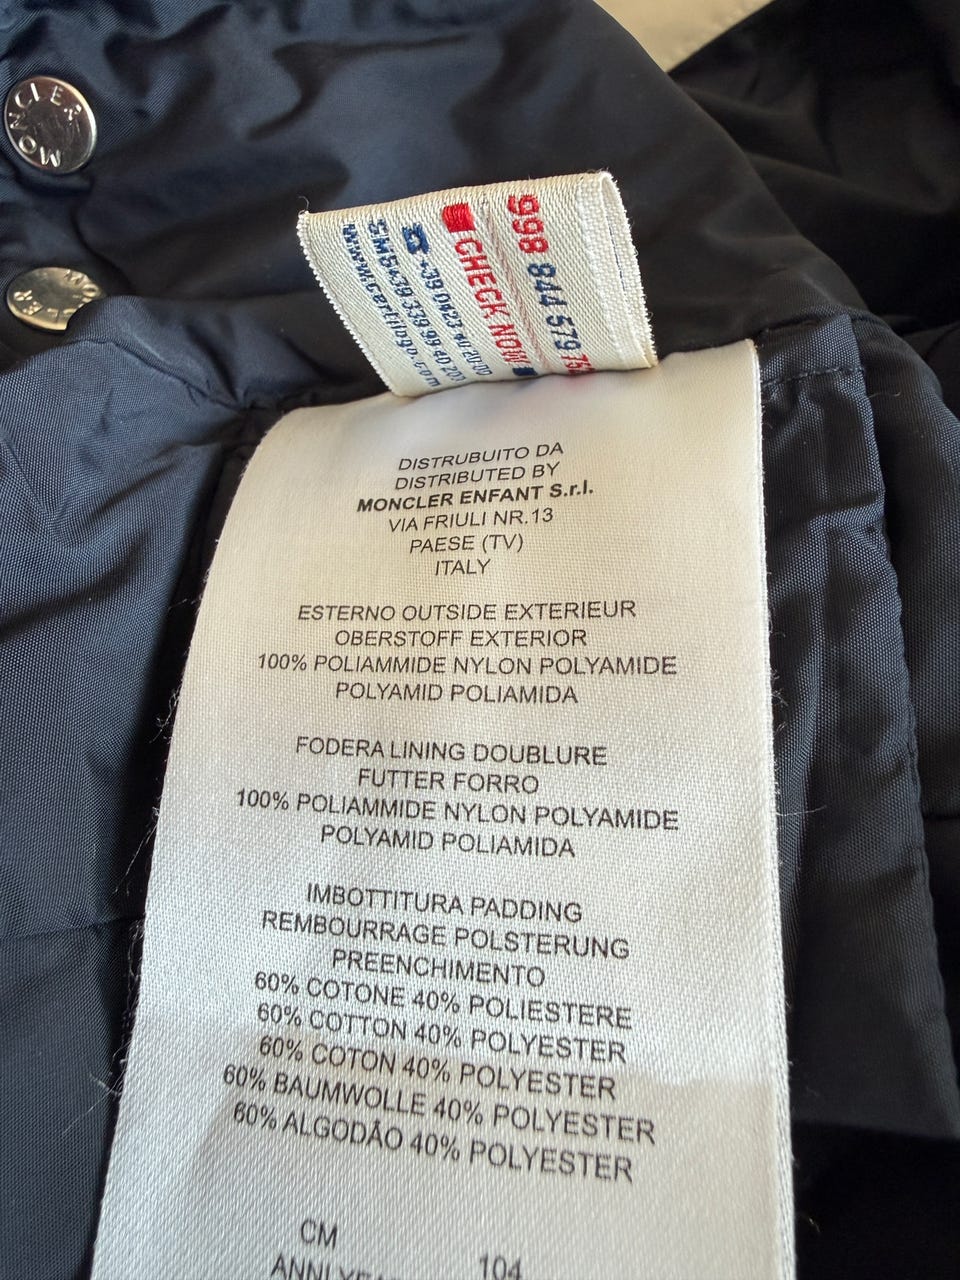 MONCLER
MONCLER
998 844 579
CHECK NOW
DISTRUBUITO DA
DISTRIBUTED BY
MONCLER ENFANT S.r.l.
VIA FRIULI NR.13
PAESE (TV)
ITALY
ESTERNO OUTSIDE EXTERIEUR
OBERSTOFF EXTERIOR
100% POLIAMMIDE NYLON POLYAMIDE
POLYAMID POLIAMIDA
FODERA LINING DOUBLURE
FUTTER FORRO
100% POLIAMMIDE NYLON POLYAMIDE
POLYAMID POLIAMIDA
IMBOTTITURA PADDING
REMBOURRAGE POLSTERUNG
PREENCHIMENTO
60% COTONE 40% POLIESTERE
60% COTTON 40% POLYESTER
60% COTON 40% POLYESTER
60% BAUMWOLLE 40% POLYESTER
60% ALGODÃO 40% POLYESTER
CM 104